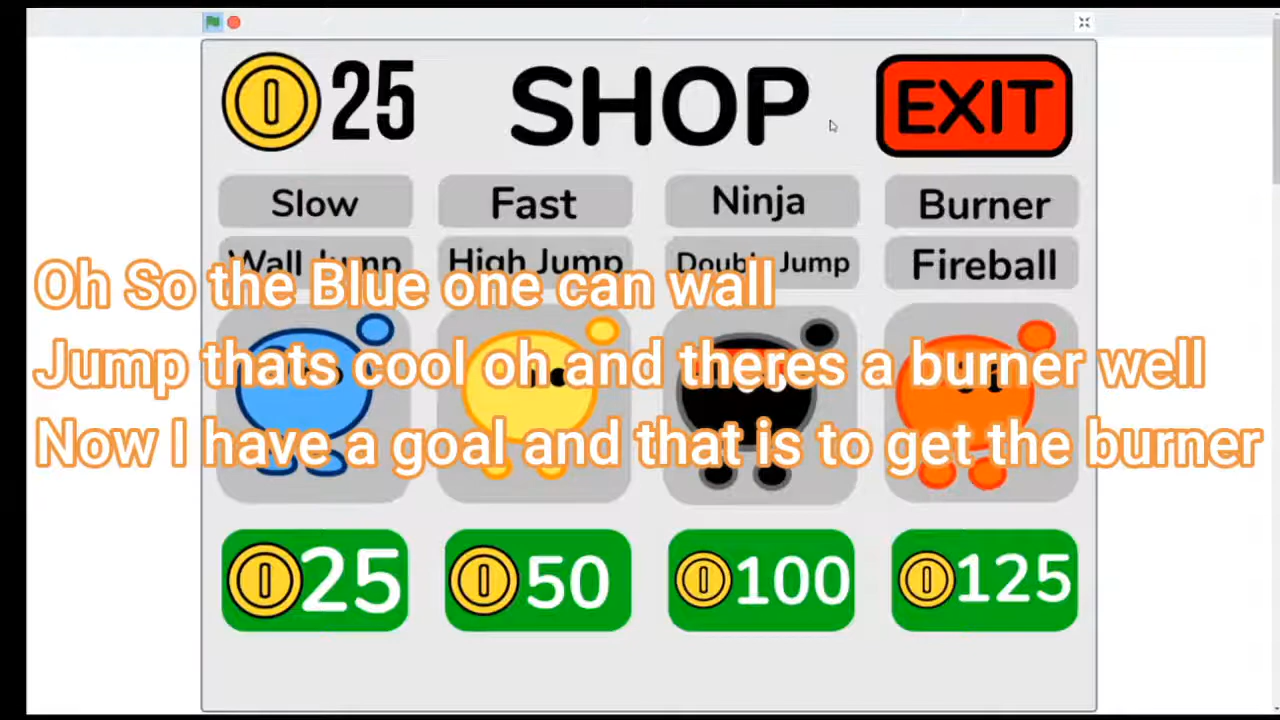 25 SHOP EXIT
Slow Fast Ninja Burner
Wall Jump High Jump Double Jump Fireball
Oh So the Blue one can wall
Jump thats cool oh and theres a burner well
Now I have a goal and that is to get the burner
25 50 100 125